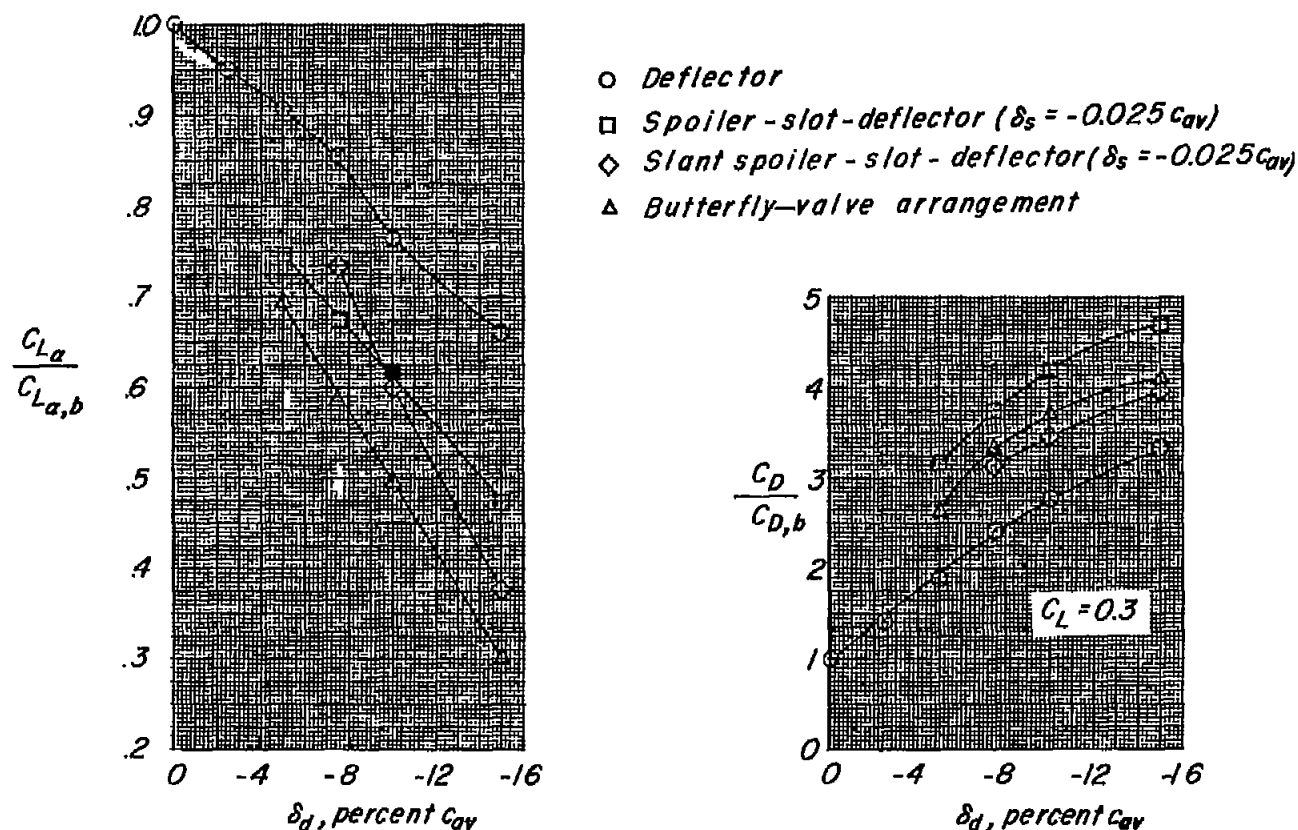 1.0
.9
.8
.7
.6
.5
.4
.3
.2
C_Lα
C_Lα,b
0 -4 -8 -12 -16
δd, percent cav
○ Deflector
□ Spoiler-slot-deflector (δs = -0.025 cav)
◇ Slant spoiler-slot-deflector (δs = -0.025 cav)
△ Butterfly-valve arrangement
5
4
3
2
1
0
C_D
C_D,b
C_L = 0.3
0 -4 -8 -12 -16
δd, percent cav